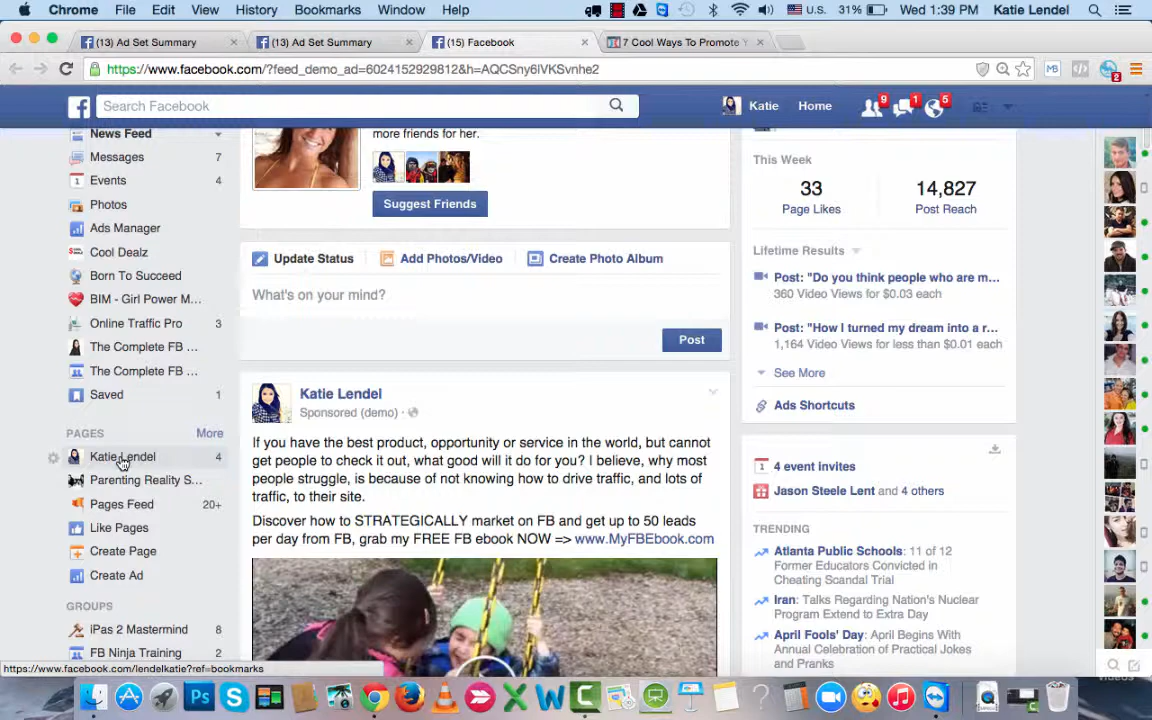 Chrome File Edit View History Bookmarks Window Help U.S. 31% Wed 1:39 PM Katie Lendel
(13) Ad Set Summary
(13) Ad Set Summary
(15) Facebook
7 Cool Ways To Promote Y
https://www.facebook.com/?feed_demo_ad=6024152929812&h=AQCSny6lVKSvnhe2
MB
2
Search Facebook
Katie Home 9 1 5
News Feed
Messages 7
Events 4
Photos
Ads Manager
Cool Dealz
Born To Succeed
BIM - Girl Power M...
Online Traffic Pro 3
The Complete FB ...
The Complete FB ...
Saved 1
PAGES More
Katie Lendel 4
Parenting Reality S...
Pages Feed 20+
Like Pages
Create Page
Create Ad
GROUPS
iPas 2 Mastermind 8
FB Ninja Training 2
https://www.facebook.com/lendelkatie?ref=bookmarks
more friends for her.
Suggest Friends
Update Status Add Photos/Video Create Photo Album
What's on your mind?
Post
Katie Lendel
Sponsored (demo) ·
If you have the best product, opportunity or service in the world, but cannot
get people to check it out, what good will it do for you? I believe, why most
people struggle, is because of not knowing how to drive traffic, and lots of
traffic, to their site.
Discover how to STRATEGICALLY market on FB and get up to 50 leads
per day from FB, grab my FREE FB ebook NOW => www.MyFBEbook.com
This Week
33 14,827
Page Likes Post Reach
Lifetime Results
Post: "Do you think people who are m...
360 Video Views for $0.03 each
Post: "How I turned my dream into a r...
1,164 Video Views for less than $0.01 each
See More
Ads Shortcuts
1 4 event invites
Jason Steele Lent and 4 others
TRENDING
Atlanta Public Schools: 11 of 12
Former Educators Convicted in
Cheating Scandal Trial
Iran: Talks Regarding Nation's Nuclear
Program Extend to Extra Day
April Fools' Day: April Begins With
Annual Celebration of Practical Jokes
and Pranks